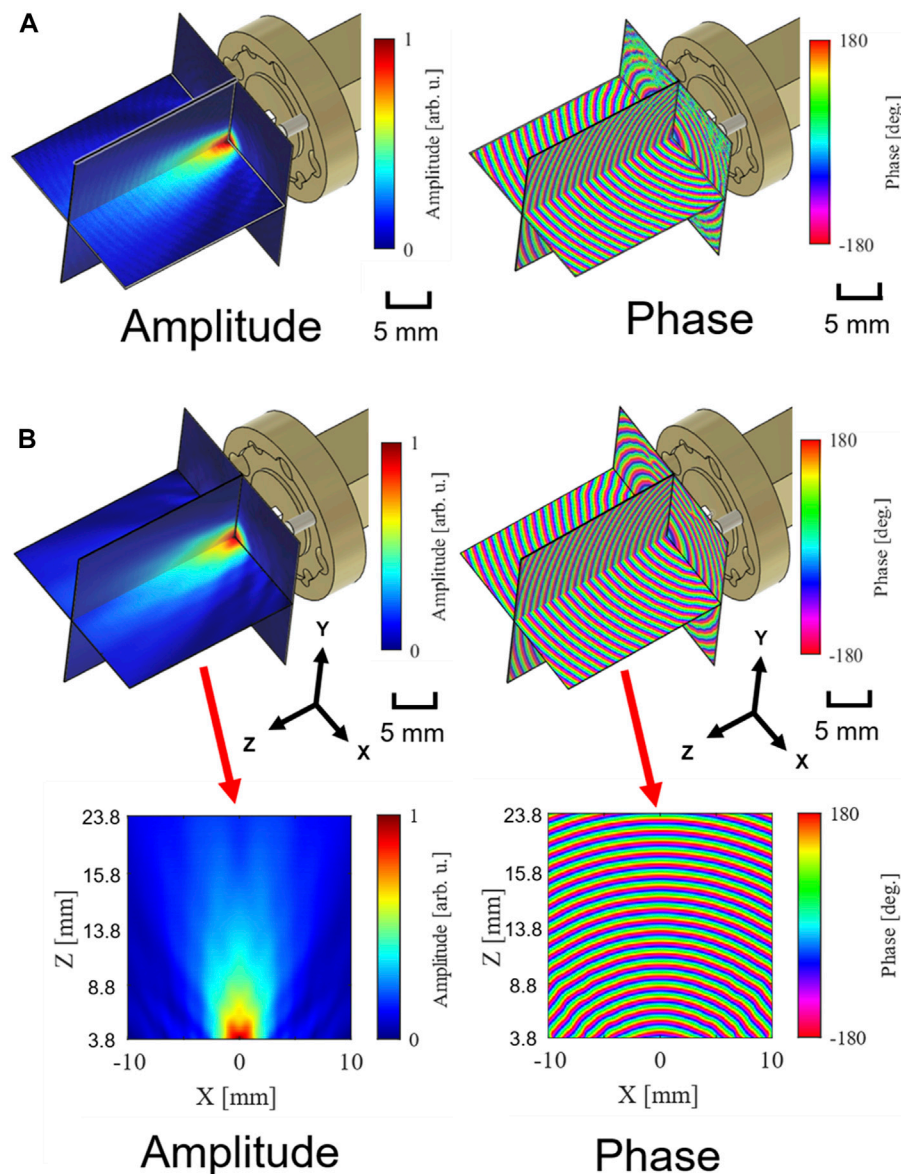 A
1
Amplitude [arb. u.]
0
Amplitude
5 mm
180
Phase [deg.]
-180
Phase
5 mm
B
1
Amplitude [arb. u.]
0
Y
Z
X
5 mm
180
Phase [deg.]
-180
Y
Z
X
5 mm
23.8
15.8
13.8
8.8
3.8
Z [mm]
-10
0
10
X [mm]
1
Amplitude [arb. u.]
0
Amplitude
23.8
15.8
13.8
8.8
3.8
Z [mm]
-10
0
10
X [mm]
180
Phase [deg.]
-180
Phase